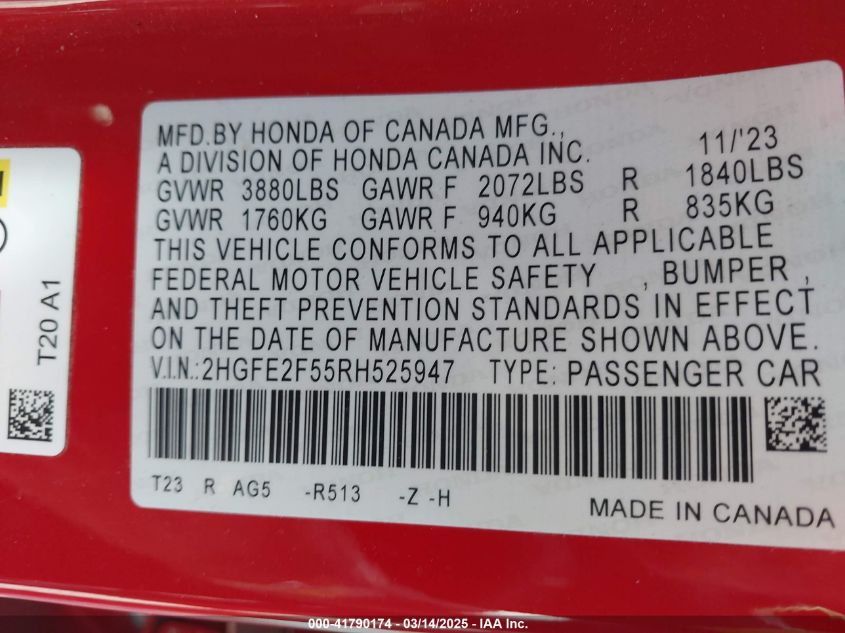 MFD.BY HONDA OF CANADA MFG.,
A DIVISION OF HONDA CANADA INC. 11/'23
GVWR 3880LBS GAWR F 2072LBS R 1840LBS
GVWR 1760KG GAWR F 940KG R 835KG
THIS VEHICLE CONFORMS TO ALL APPLICABLE
FEDERAL MOTOR VEHICLE SAFETY , BUMPER ,
AND THEFT PREVENTION STANDARDS IN EFFECT
ON THE DATE OF MANUFACTURE SHOWN ABOVE.
V.I.N.:2HGFE2F55RH525947 TYPE: PASSENGER CAR
T23 R AG5 -R513 -Z -H
MADE IN CANADA
T20 A1
000-41790174 - 03/14/2025 - IAA Inc.